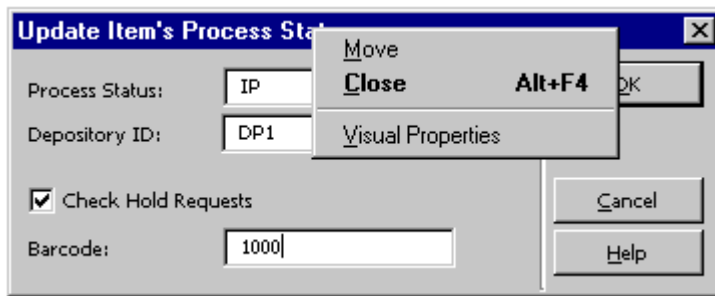 Update Item's Process Stat
Move
Close Alt+F4
Visual Properties
Process Status: IP
OK
Depository ID: DP1
Check Hold Requests
Cancel
Barcode: 1000
Help